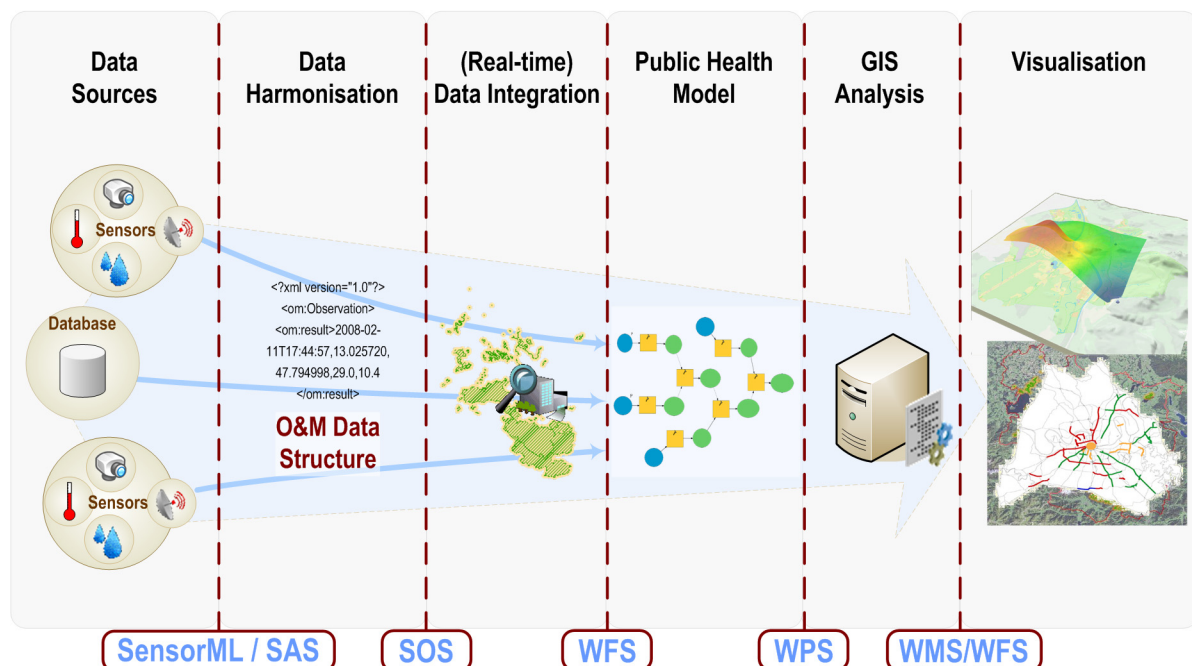 Data
Sources
Data
Harmonisation
(Real-time)
Data Integration
Public Health
Model
GIS
Analysis
Visualisation
Sensors
Database
Sensors
<?xml version="1.0"?>
<om:Observation>
<om:result>2008-02-
11T17:44:57,13.025720,
47.794998,29.0,10.4
</om:result>
O&M Data
Structure
SensorML / SAS
SOS
WFS
WPS
WMS/WFS